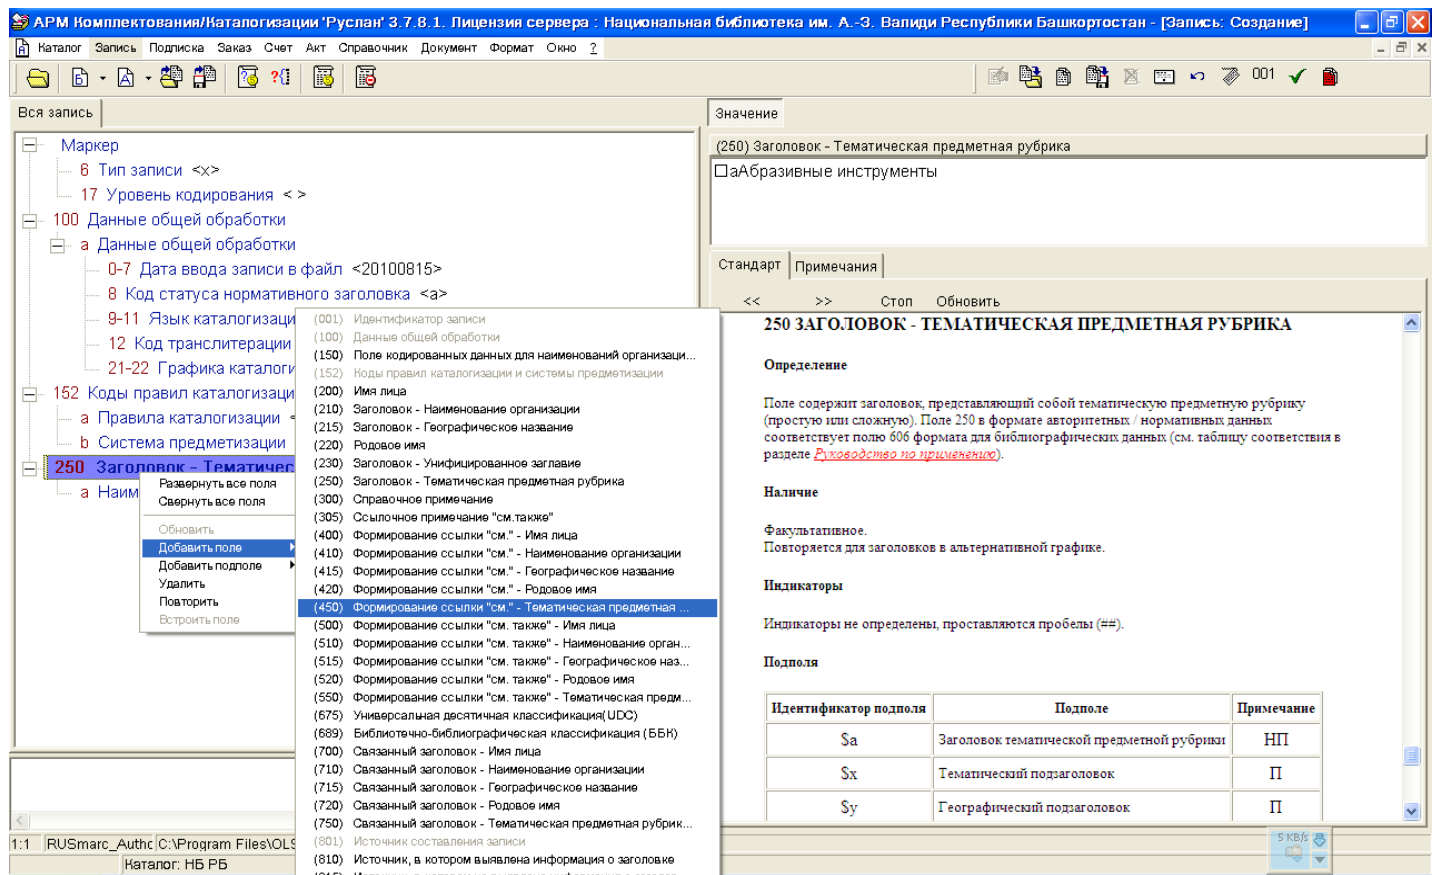 АРМ Комплектования/Каталогизации 'Руслан' 3.7.8.1. Лицензия сервера : Национальная библиотека им. А.-З. Валиди Республики Башкортостан - [Запись: Создание]
Каталог Запись Подписка Заказ Счет Акт Справочник Документ Формат Окно ?
001
Вся запись
Маркер
6 Тип записи <x>
17 Уровень кодирования < >
100 Данные общей обработки
a Данные общей обработки
0-7 Дата ввода записи в файл <20100815>
8 Код статуса нормативного заголовка <a>
9-11 Язык каталогизаци
12 Код транслитерации
21-22 Графика каталоги
152 Коды правил каталогизаци
a Правила каталогизации <
b Система предметизации
250 Заголовок - Тематичес
a Наим
Развернуть все поля
Свернуть все поля
Обновить
Добавить поле
Добавить подполе
Удалить
Повторить
Встроить поле
(001) Идентификатор записи
(100) Данные общей обработки
(150) Поле кодированных данных для наименований организаци...
(152) Коды правил каталогизации и системы предметизации
(200) Имя лица
(210) Заголовок - Наименование организации
(215) Заголовок - Географическое название
(220) Родовое имя
(230) Заголовок - Унифицированное заглавие
(250) Заголовок - Тематическая предметная рубрика
(300) Справочное примечание
(305) Ссылочное примечание "см.также"
(400) Формирование ссылки "см." - Имя лица
(410) Формирование ссылки "см." - Наименование организации
(415) Формирование ссылки "см." - Географическое название
(420) Формирование ссылки "см." - Родовое имя
(450) Формирование ссылки "см." - Тематическая предметная ...
(500) Формирование ссылки "см. также" - Имя лица
(510) Формирование ссылки "см. также" - Наименование орган...
(515) Формирование ссылки "см. также" - Географическое наз...
(520) Формирование ссылки "см. также" - Родовое имя
(550) Формирование ссылки "см. также" - Тематическая предм...
(675) Универсальная десятичная классификация(UDC)
(689) Библиотечно-библиографическая классификация (ББК)
(700) Связанный заголовок - Имя лица
(710) Связанный заголовок - Наименование организации
(715) Связанный заголовок - Географическое название
(720) Связанный заголовок - Родовое имя
(750) Связанный заголовок - Тематическая предметная рубрик...
(801) Источник составления записи
(810) Источник, в котором выявлена информация о заголовке
Значение
(250) Заголовок - Тематическая предметная рубрика
aАбразивные инструменты
Стандарт Примечания
<< >> Стоп Обновить
250 ЗАГОЛОВОК - ТЕМАТИЧЕСКАЯ ПРЕДМЕТНАЯ РУБРИКА
Определение
Поле содержит заголовок, представляющий собой тематическую предметную рубрику
(простую или сложную). Поле 250 в формате авторитетных / нормативных данных
соответствует полю 606 формата для библиографических данных (см. таблицу соответствия в
разделе Руководство по применению).
Наличие
Факультативное.
Повторяется для заголовков в альтернативной графике.
Индикаторы
Индикаторы не определены, проставляются пробелы (##).
Подполя
Идентификатор подполя Подполе Примечание
$a Заголовок тематической предметной рубрики НП
$x Тематический подзаголовок П
$y Географический подзаголовок П
1:1 RUSmarc_Authc C:\Program Files\OLS
5 KB/s
Каталог: НБ РБ